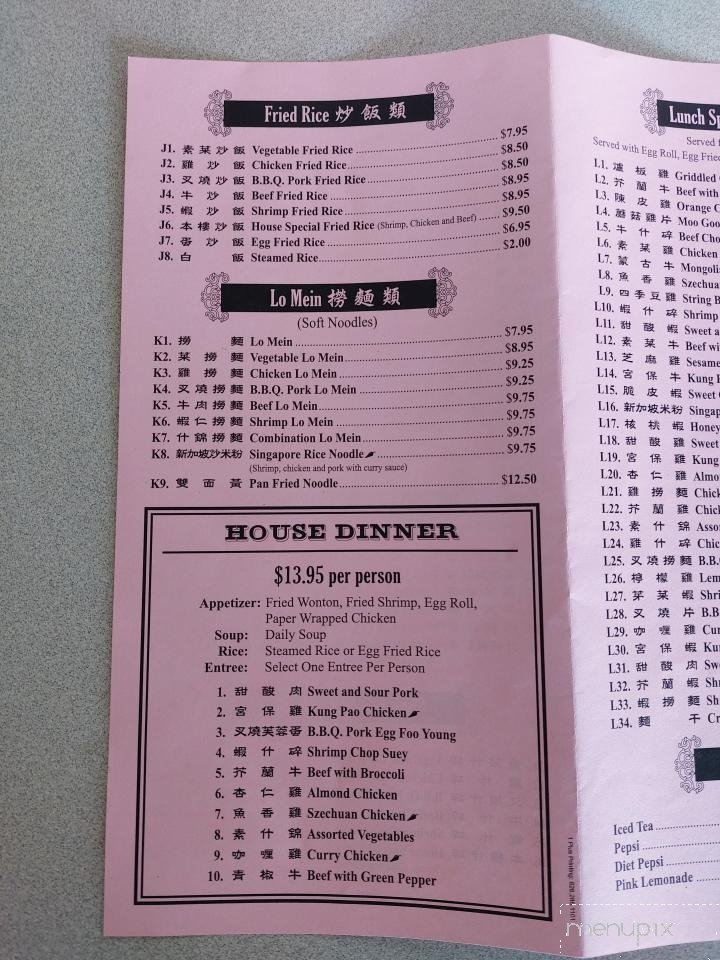 Fried Rice 炒飯類
J1. 素菜炒飯 Vegetable Fried Rice $7.95
J2. 雞炒飯 Chicken Fried Rice $8.50
J3. 叉燒炒飯 B.B.Q. Pork Fried Rice $8.50
J4. 牛炒飯 Beef Fried Rice $8.95
J5. 蝦炒飯 Shrimp Fried Rice $8.95
J6. 本樓炒飯 House Special Fried Rice (Shrimp, Chicken and Beef) $9.50
J7. 蛋炒飯 Egg Fried Rice $6.95
J8. 白飯 Steamed Rice $2.00
Lo Mein 撈麵類
(Soft Noodles)
K1. 撈麵 Lo Mein $7.95
K2. 菜撈麵 Vegetable Lo Mein $8.95
K3. 雞撈麵 Chicken Lo Mein $9.25
K4. 叉燒撈麵 B.B.Q. Pork Lo Mein $9.25
K5. 牛肉撈麵 Beef Lo Mein $9.75
K6. 蝦仁撈麵 Shrimp Lo Mein $9.75
K7. 什錦撈麵 Combination Lo Mein $9.75
K8. 新加坡炒米粉 Singapore Rice Noodle $9.75
(Shrimp, chicken and pork with curry sauce)
K9. 雙面黃 Pan Fried Noodle $12.50
HOUSE DINNER
$13.95 per person
Appetizer: Fried Wonton, Fried Shrimp, Egg Roll,
Paper Wrapped Chicken
Soup: Daily Soup
Rice: Steamed Rice or Egg Fried Rice
Entree: Select One Entree Per Person
1. 甜酸肉 Sweet and Sour Pork
2. 宮保雞 Kung Pao Chicken
3. 叉燒芙蓉蛋 B.B.Q. Pork Egg Foo Young
4. 蝦什碎 Shrimp Chop Suey
5. 芥蘭牛 Beef with Broccoli
6. 杏仁雞 Almond Chicken
7. 魚香雞 Szechuan Chicken
8. 素什錦 Assorted Vegetables
9. 咖喱雞 Curry Chicken
10. 青椒牛 Beef with Green Pepper
Lunch Sp
Served f
Served with Egg Roll, Egg Fried
L1. 爐板雞 Griddled
L2. 芥蘭牛 Beef with
L3. 陳皮雞 Orange C
L4. 蘑菇雞片 Moo Goo
L5. 牛什碎 Beef Cho
L6. 素菜雞 Chicken
L7. 蒙古牛 Mongoli
L8. 魚香雞 Szechuan
L9. 四季豆雞 String B
L10. 蝦什碎 Shrimp
L11. 甜酸蝦 Sweet a
L12. 素菜牛 Beef wi
L13. 芝麻雞 Sesame
L14. 宮保牛 Kung P
L15. 脆皮蝦 Sweet
L16. 新加坡米粉 Singap
L17. 核桃蝦 Honey
L18. 甜酸雞 Sweet
L19. 宮保雞 Kung
L20. 杏仁雞 Almo
L21. 雞撈麵 Chick
L22. 芥蘭雞 Chick
L23. 素什錦 Assor
L24. 雞什碎 Chic
L25. 叉燒撈麵 B.B.
L26. 檸檬雞 Lem
L27. 芽菜蝦 Shri
L28. 叉燒片 B.B
L29. 咖喱雞 Cur
L30. 宮保蝦 Kun
L31. 甜酸肉 Swe
L32. 芥蘭蝦 Shr
L33. 蝦撈麵 Sh
L34. 麵干 Cr
Iced Tea
Pepsi
Diet Pepsi
Pink Lemonade
menupix